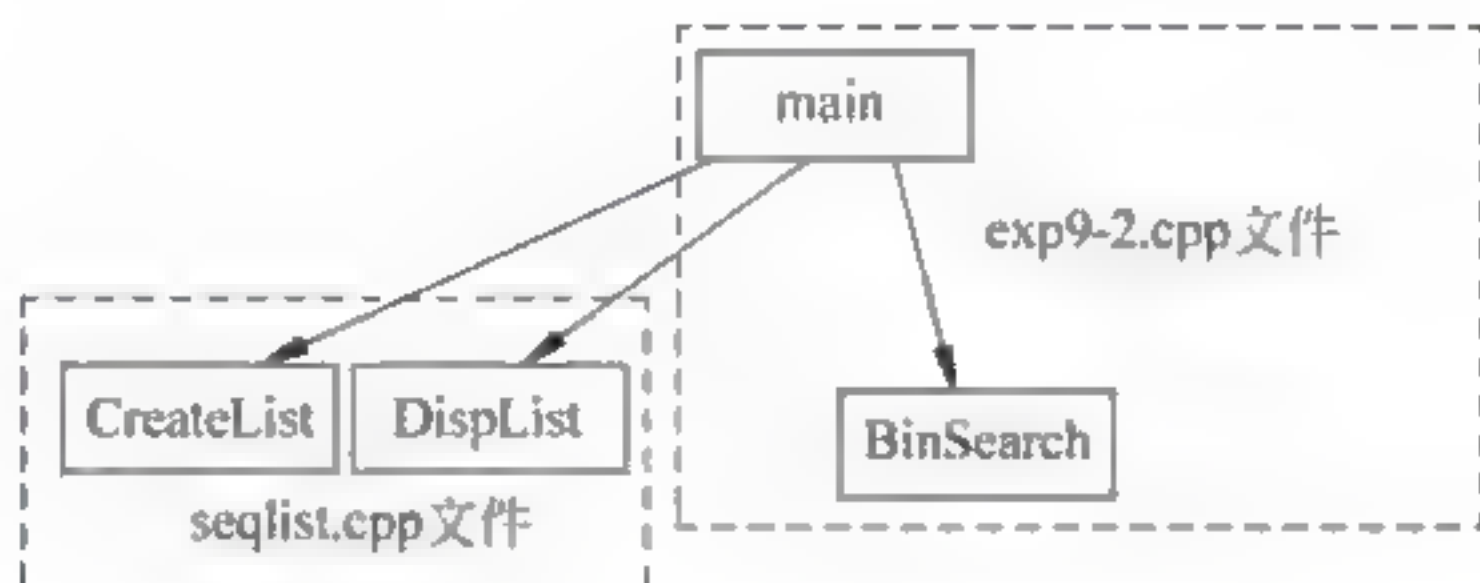 main
exp9-2.cpp文件
CreateList
DispList
BinSearch
seqlist.cpp文件